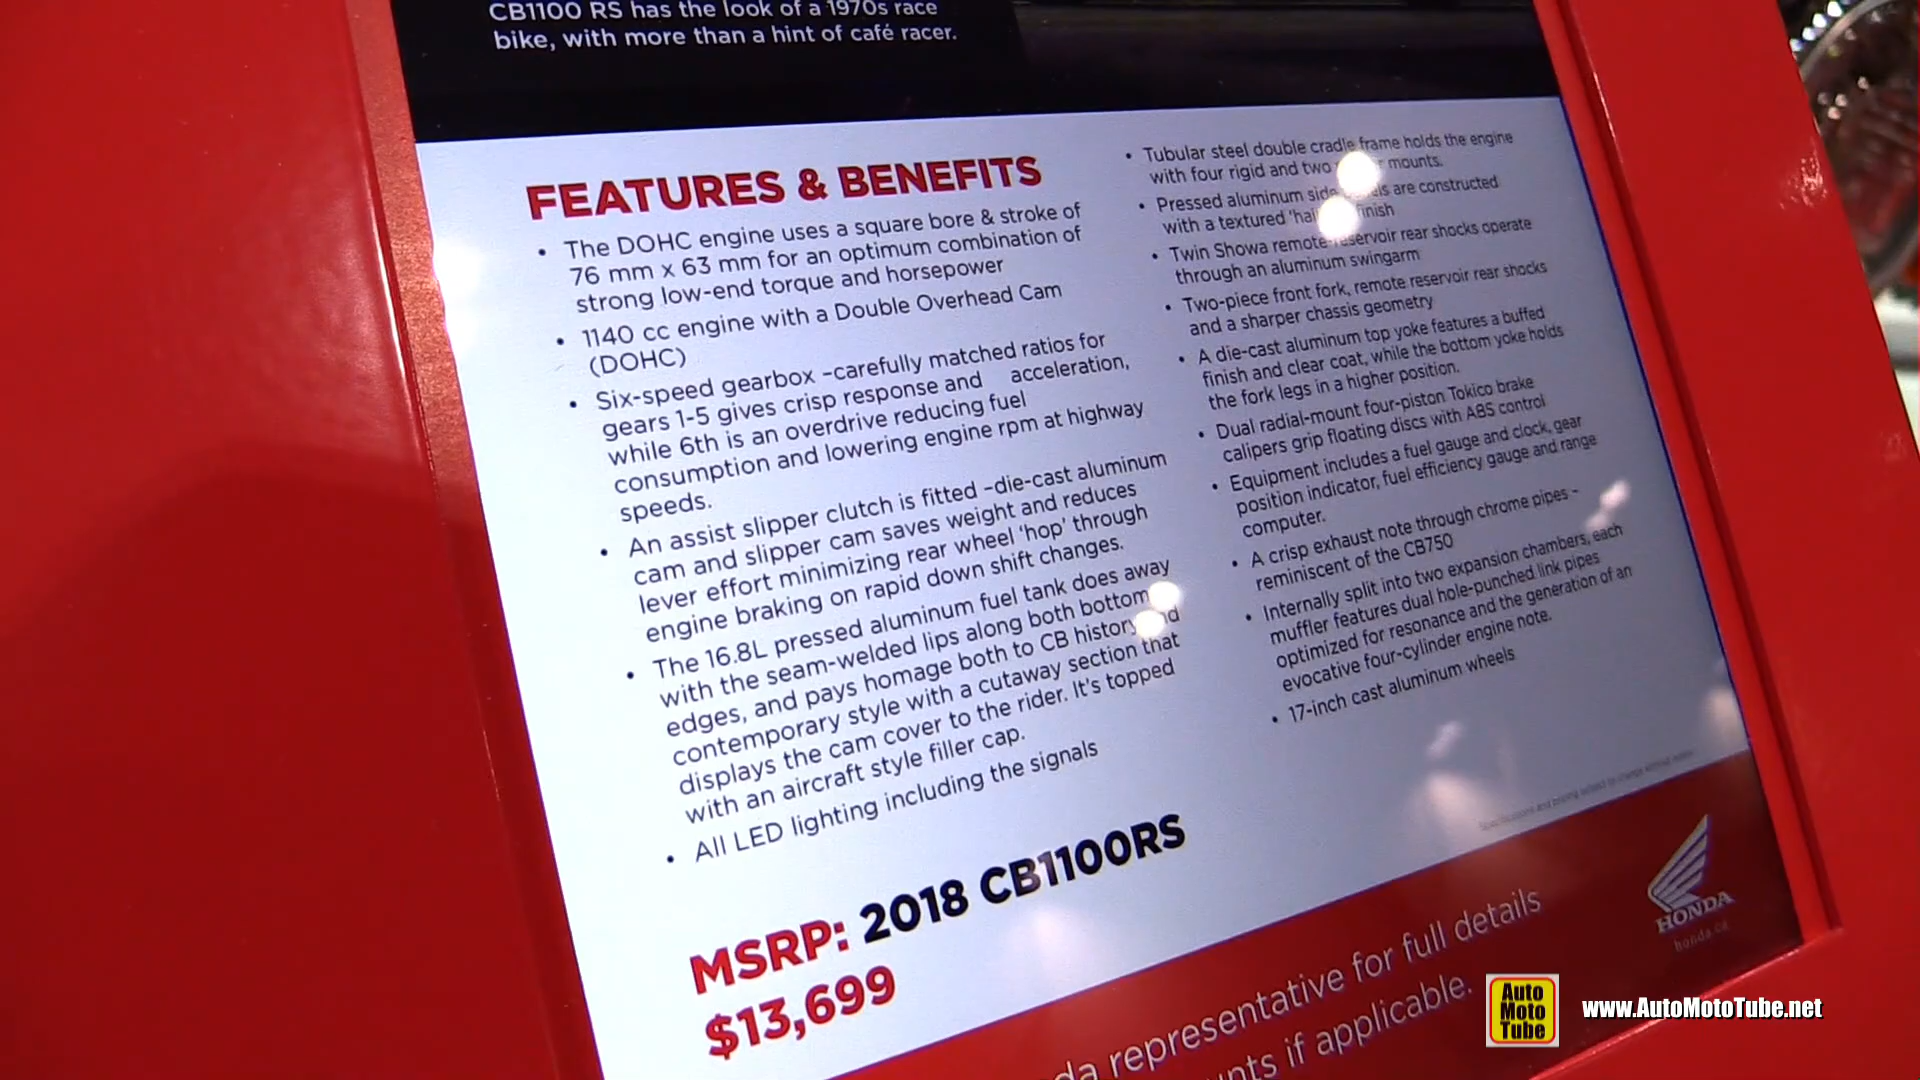 CB1100 RS has the look of a 1970s race
bike, with more than a hint of café racer.
FEATURES & BENEFITS
• The DOHC engine uses a square bore & stroke of
76 mm x 63 mm for an optimum combination of
strong low-end torque and horsepower
• 1140 cc engine with a Double Overhead Cam
(DOHC)
• Six-speed gearbox –carefully matched ratios for
gears 1-5 gives crisp response and acceleration,
while 6th is an overdrive reducing fuel
consumption and lowering engine rpm at highway
speeds.
• An assist slipper clutch is fitted –die-cast aluminum
cam and slipper cam saves weight and reduces
lever effort minimizing rear wheel 'hop' through
engine braking on rapid down shift changes.
• The 16.8L pressed aluminum fuel tank does away
with the seam-welded lips along both bottom
edges, and pays homage both to CB history and
contemporary style with a cutaway section that
displays the cam cover to the rider. It's topped
with an aircraft style filler cap.
• All LED lighting including the signals
• Tubular steel double cradle frame holds the engine
with four rigid and two mounts.
• Pressed aluminum side are constructed
with a textured finish
• Twin Showa remote reservoir rear shocks operate
through an aluminum swingarm
• Two-piece front fork, remote reservoir rear shocks
and a sharper chassis geometry
• A die-cast aluminum top yoke features a buffed
finish and clear coat, while the bottom yoke holds
the fork legs in a higher position.
• Dual radial-mount four-piston Tokico brake
calipers grip floating discs with ABS control
• Equipment includes a fuel gauge and clock, gear
position indicator, fuel efficiency gauge and range
computer.
• A crisp exhaust note through chrome pipes –
reminiscent of the CB750
• Internally split into two expansion chambers, each
muffler features dual hole-punched link pipes
optimized for resonance and the generation of an
evocative four-cylinder engine note.
• 17-inch cast aluminum wheels
Specifications and pricing subject to change without notice.
MSRP: 2018 CB1100RS
$13,699
HONDA
honda.ca
representative for full details
if applicable.
Auto
Moto
Tube
www.AutoMotoTube.net